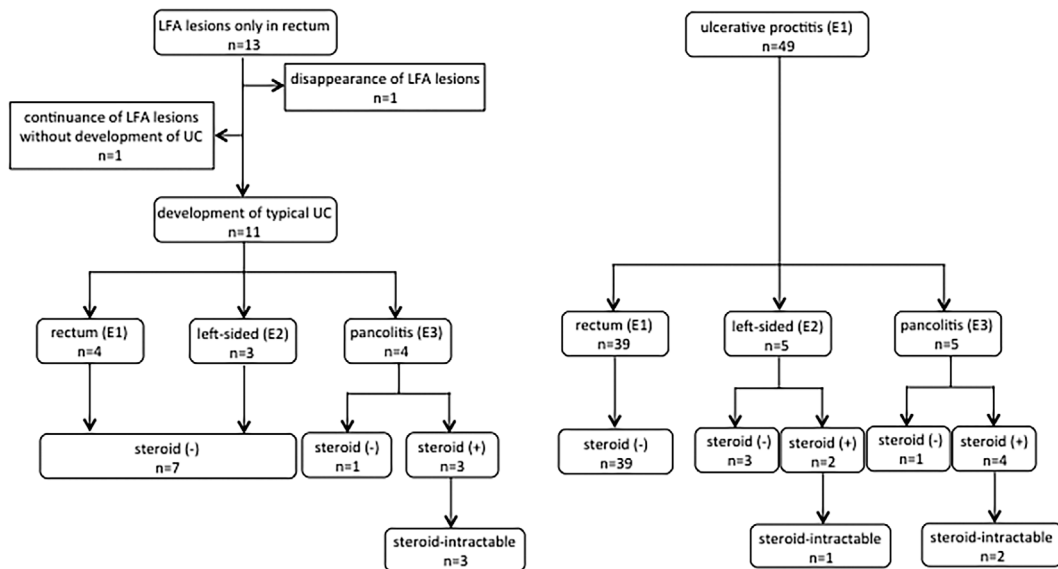 LFA lesions only in rectum
n=13
disappearance of LFA lesions
n=1
continuance of LFA lesions
without development of UC
n=1
development of typical UC
n=11
rectum (E1)
n=4
left-sided (E2)
n=3
pancolitis (E3)
n=4
steroid (-)
n=7
steroid (-)
n=1
steroid (+)
n=3
steroid-intractable
n=3
ulcerative proctitis (E1)
n=49
rectum (E1)
n=39
left-sided (E2)
n=5
pancolitis (E3)
n=5
steroid (-)
n=39
steroid (-)
n=3
steroid (+)
n=2
steroid (-)
n=1
steroid (+)
n=4
steroid-intractable
n=1
steroid-intractable
n=2